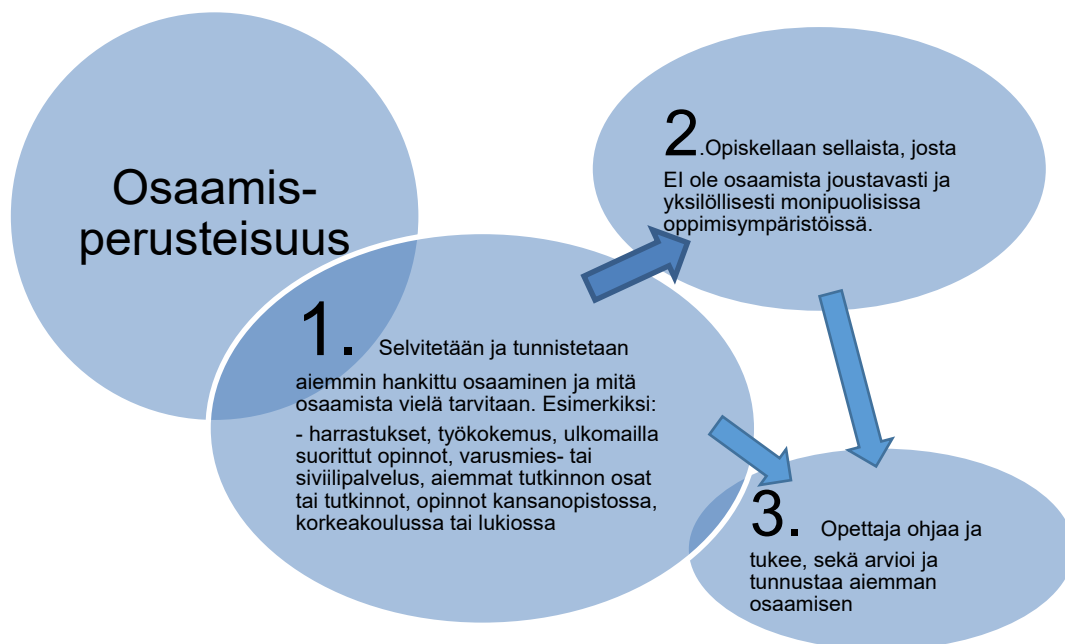 Osaamis-
perusteisuus
1. Selvitetään ja tunnistetaan
aiemmin hankittu osaaminen ja mitä
osaamista vielä tarvitaan. Esimerkiksi:
- harrastukset, työkokemus, ulkomailla
suorittut opinnot, varusmies- tai
siviilipalvelus, aiemmat tutkinnon osat
tai tutkinnot, opinnot kansanopistossa,
korkeakoulussa tai lukiossa
2.Opiskellaan sellaista, josta
EI ole osaamista joustavasti ja
yksilöllisesti monipuolisissa
oppimisympäristöissä.
3. Opettaja ohjaa ja
tukee, sekä arvioi ja
tunnustaa aiemman
osaamisen